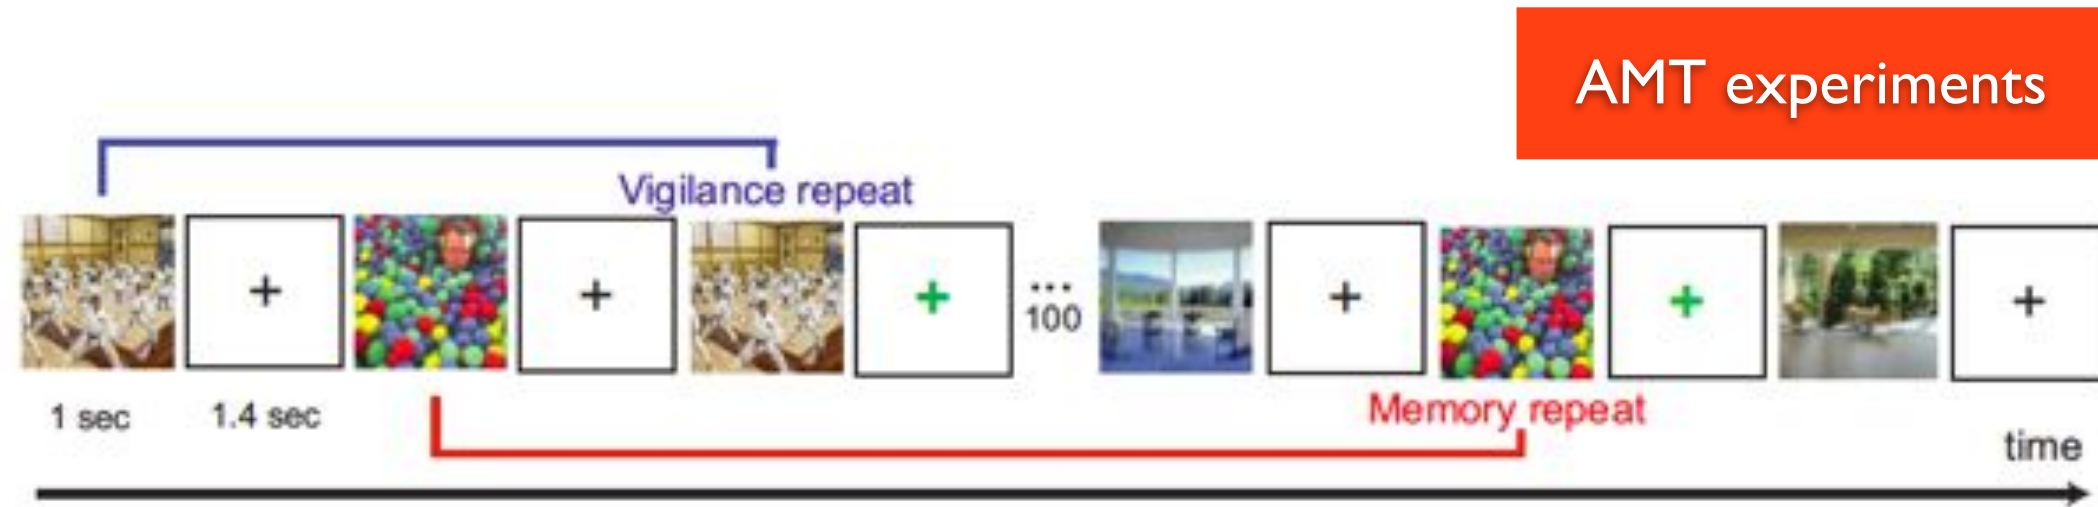 AMT experiments
Vigilance repeat
...
100
1 sec
1.4 sec
Memory repeat
time